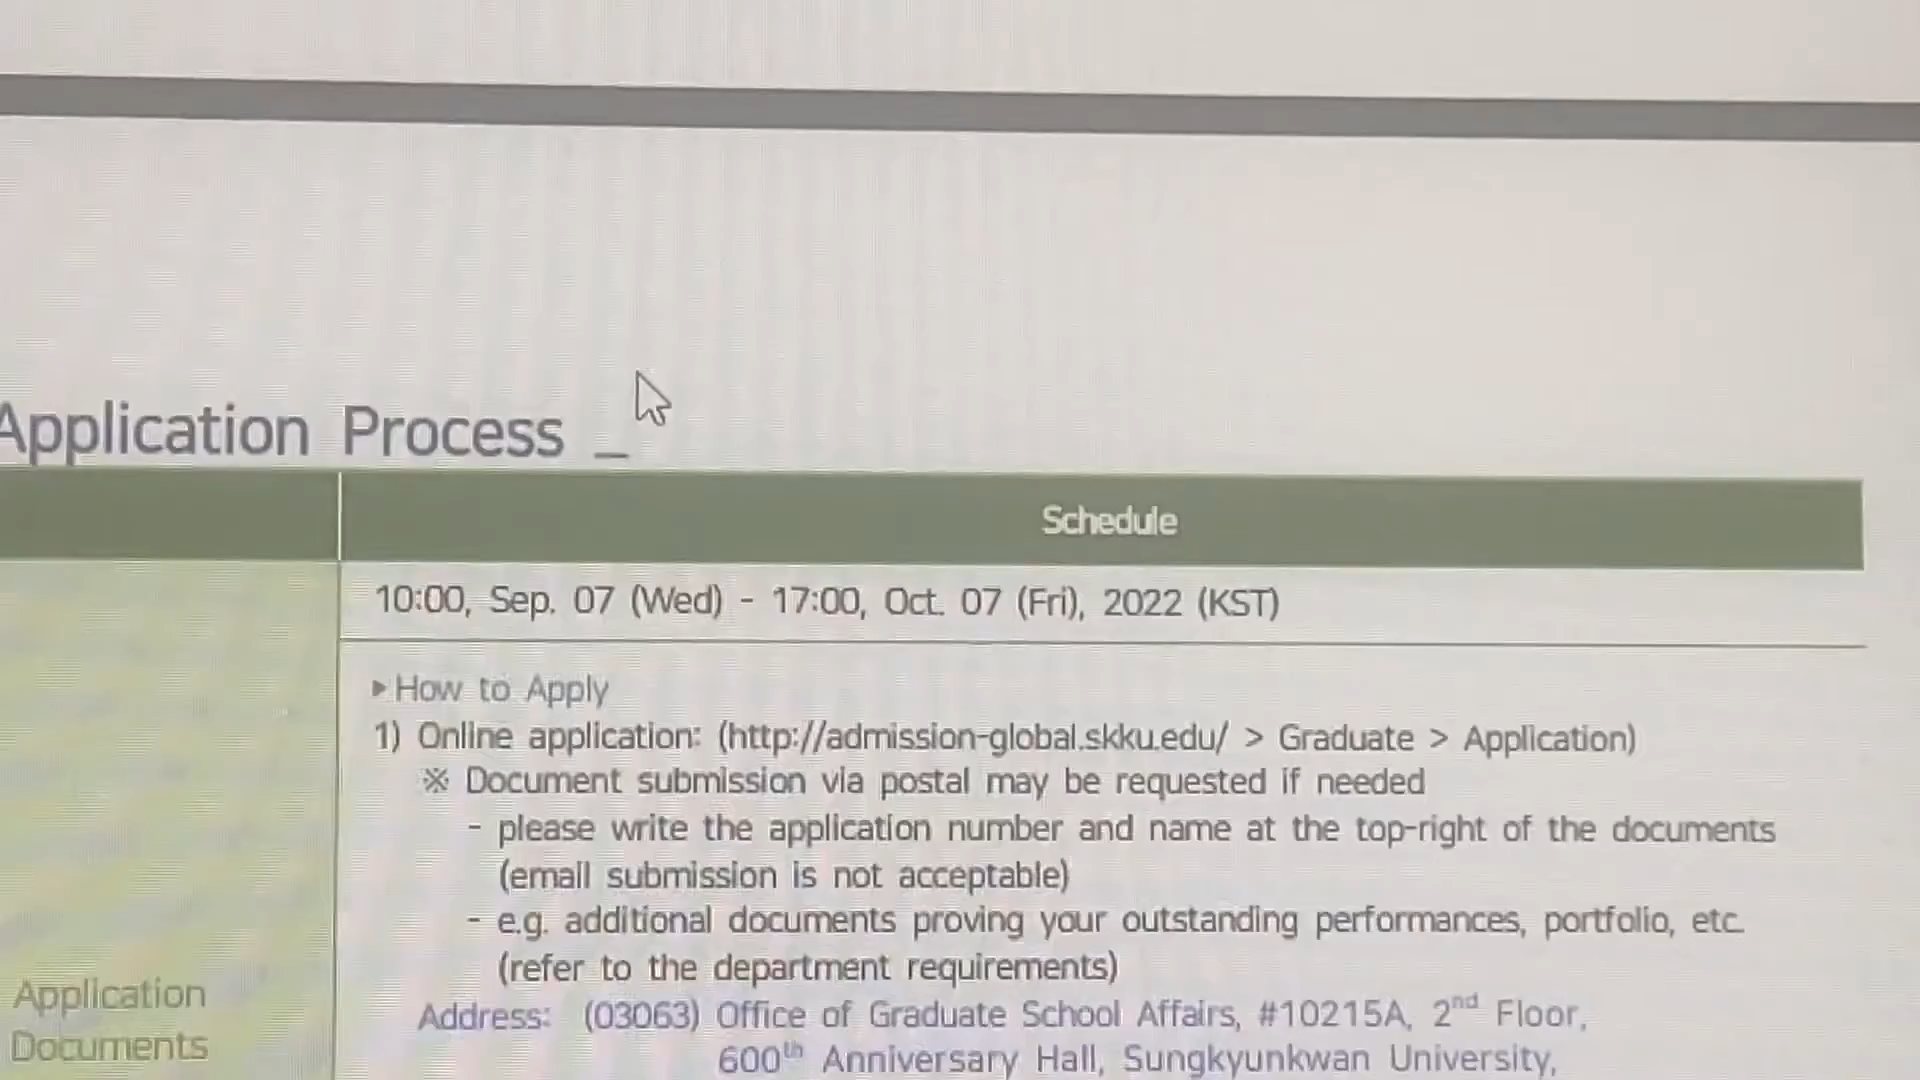 Application Process _
Schedule
10:00, Sep. 07 (Wed) - 17:00, Oct. 07 (Fri), 2022 (KST)
▶How to Apply
1) Online application: (http://admission-global.skku.edu/ > Graduate > Application)
※ Document submission via postal may be requested if needed
- please write the application number and name at the top-right of the documents
(email submission is not acceptable)
- e.g. additional documents proving your outstanding performances, portfolio, etc.
(refer to the department requirements)
Application
Documents
Address: (03063) Office of Graduate School Affairs, #10215A, 2nd Floor,
600th Anniversary Hall, Sungkyunkwan University,